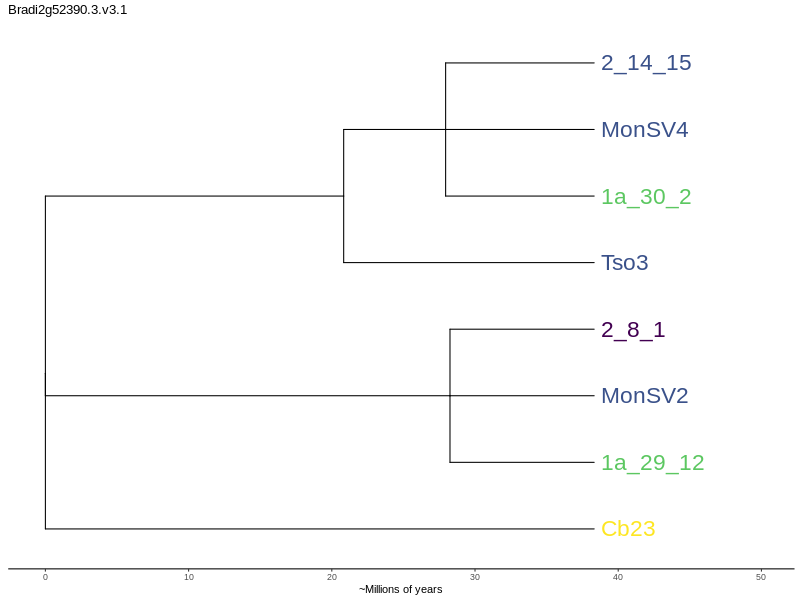 Bradi2g52390.3.v3.1
2_14_15
MonSV4
1a_30_2
Tso3
2_8_1
MonSV2
1a_29_12
Cb23
0 10 20 30 40 50
~Millions of years